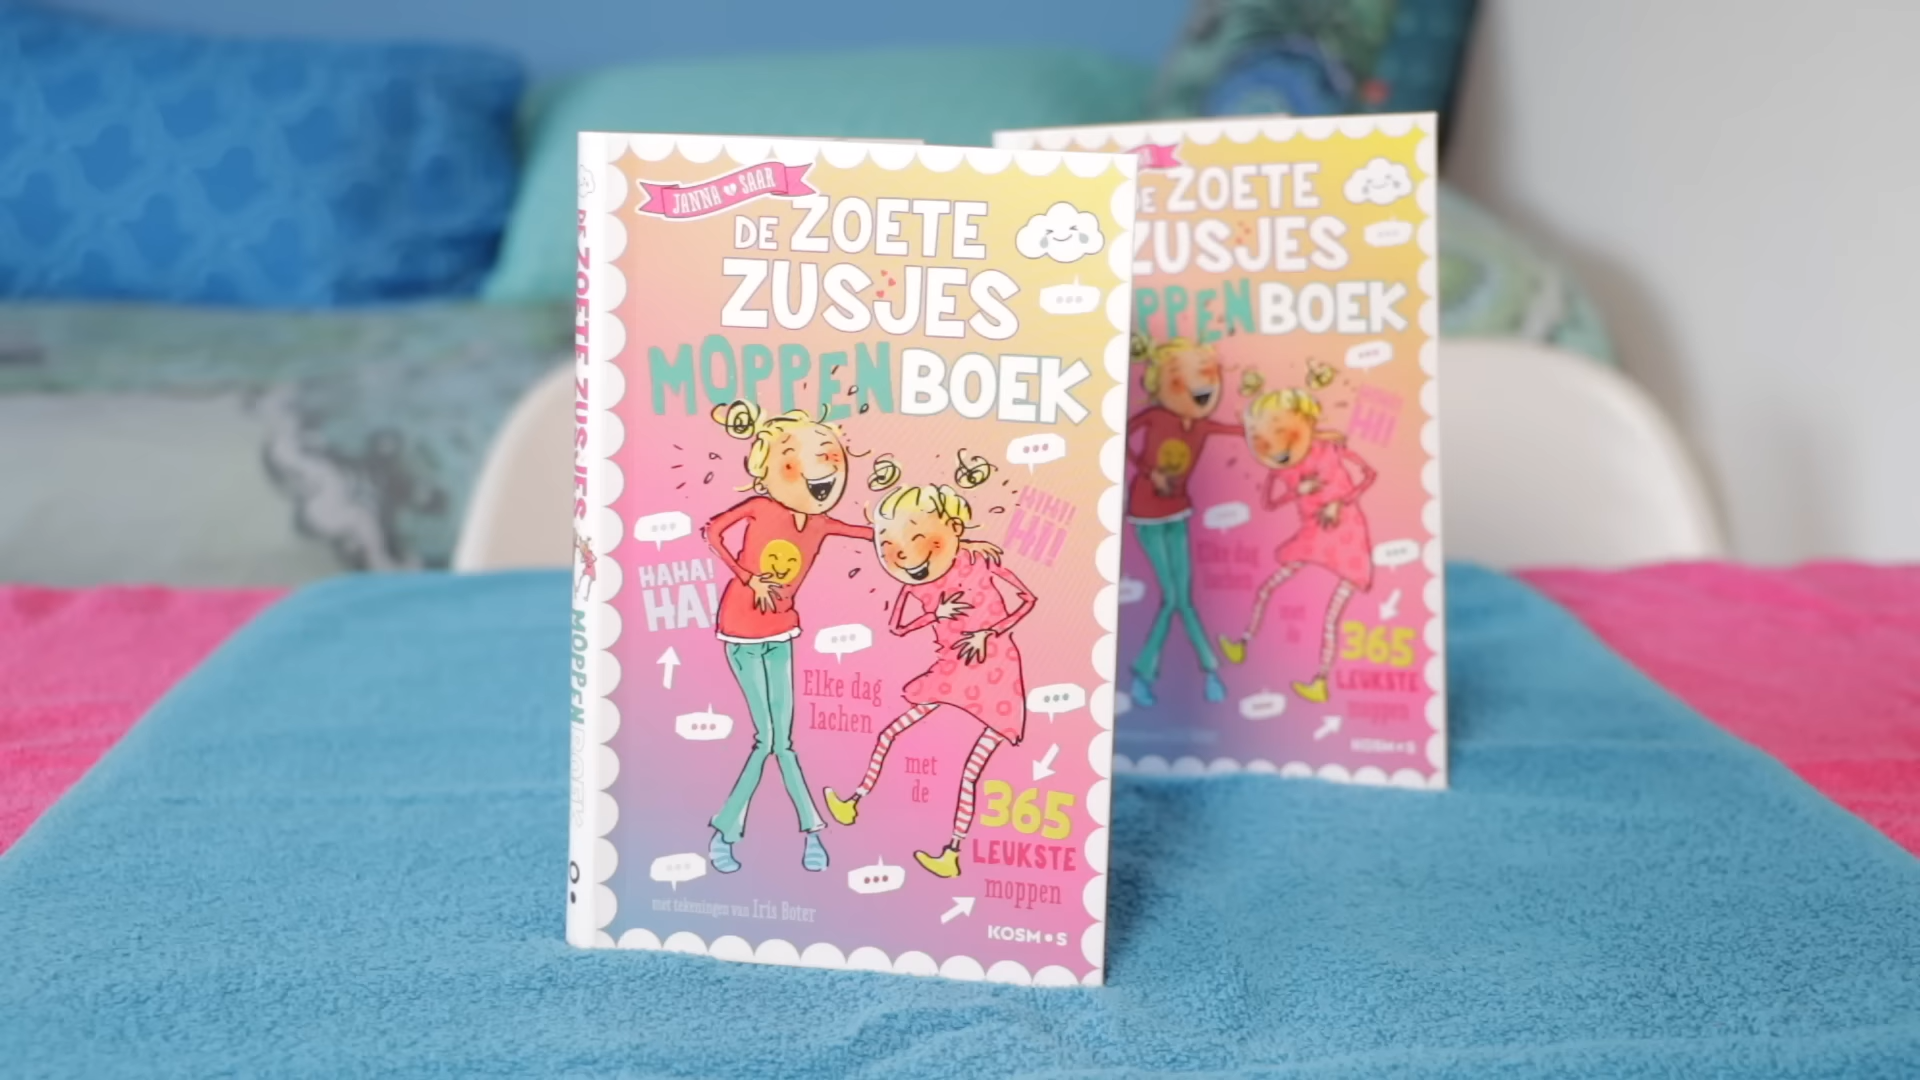 JANNA SAAR
DE ZOETE
ZUSJES
MOPPENBOEK
HIHI!
HI!
HAHA!
HA!
Elke dag
lachen
met
de
365
LEUKSTE
moppen
met tekeningen van Iris Boter
KOSMOS
DE ZOETE ZUSJES MOPPENBOEK
DE ZOETE
ZUSJES
PPENBOEK
HI!
Elke dag
lachen
met
de
365
LEUKSTE
moppen
KOSMOS